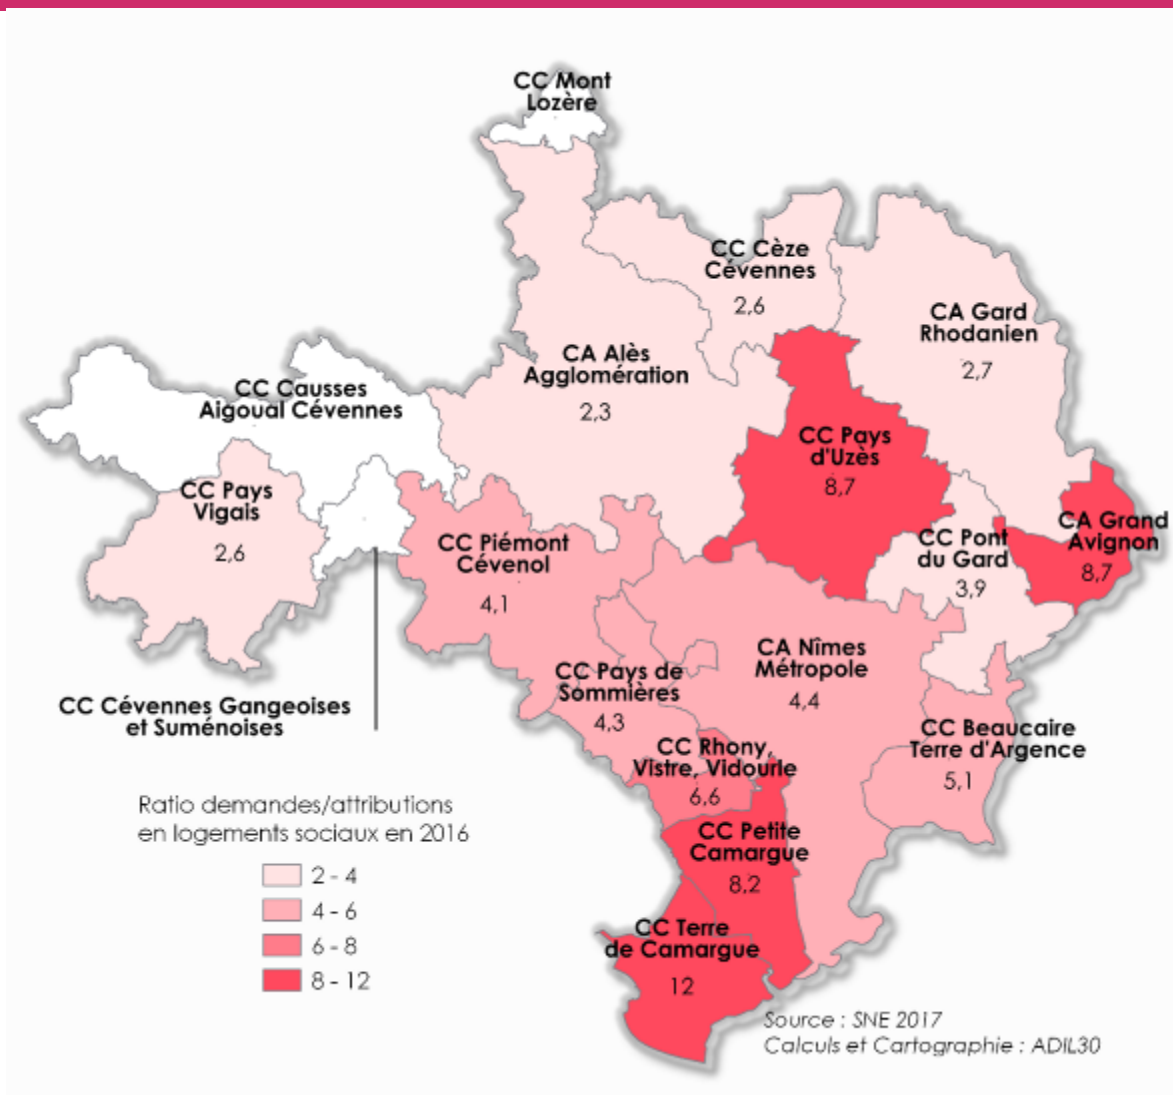 CC Mont
Lozère
CC Cèze
Cévennes
2,6
CA Gard
Rhodanien
2,7
CA Alès
Agglomération
2,3
CC Causses
Aigoual Cévennes
CC Pays
d'Uzès
8,7
CC Pays
Vigais
2,6
CA Grand
Avignon
8,7
CC Pont
du Gard
3,9
CC Piémont
Cévenol
4,1
CA Nîmes
Métropole
4,4
CC Pays de
Sommières
4,3
CC Cévennes Gangeoises
et Suménoises
CC Beaucaire
Terre d'Argence
5,1
CC Rhony,
Vistre, Vidourle
6,6
Ratio demandes/attributions
en logements sociaux en 2016
2 - 4
4 - 6
6 - 8
8 - 12
CC Petite
Camargue
8,2
CC Terre
de Camargue
12
Source : SNE 2017
Calculs et Cartographie : ADIL30